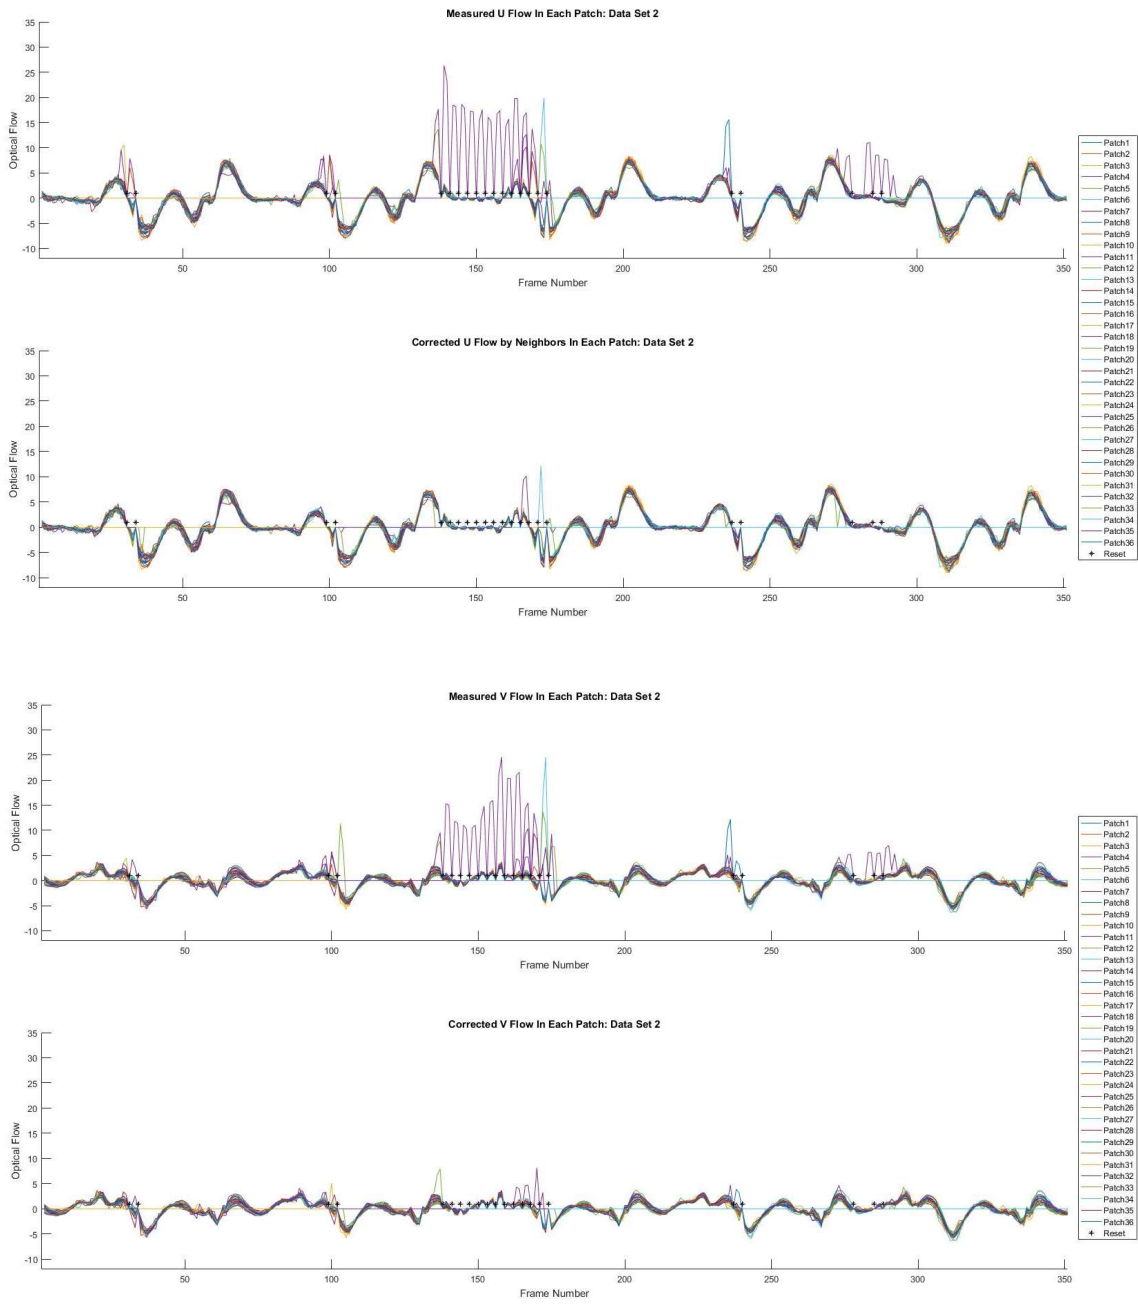 Measured U Flow In Each Patch: Data Set 2
35
30
25
20
15
10
5
0
-5
-10
Optical Flow
50
100
150
200
250
300
350
Frame Number
Corrected U Flow by Neighbors In Each Patch: Data Set 2
35
30
25
20
15
10
5
0
-5
-10
Optical Flow
50
100
150
200
250
300
350
Frame Number
Patch1
Patch2
Patch3
Patch4
Patch5
Patch6
Patch7
Patch8
Patch9
Patch10
Patch11
Patch12
Patch13
Patch14
Patch15
Patch16
Patch17
Patch18
Patch19
Patch20
Patch21
Patch22
Patch23
Patch24
Patch25
Patch26
Patch27
Patch28
Patch29
Patch30
Patch31
Patch32
Patch33
Patch34
Patch35
Patch36
Reset
Measured V Flow In Each Patch: Data Set 2
35
30
25
20
15
10
5
0
-5
-10
Optical Flow
50
100
150
200
250
300
350
Frame Number
Corrected V Flow In Each Patch: Data Set 2
35
30
25
20
15
10
5
0
-5
-10
Optical Flow
50
100
150
200
250
300
350
Frame Number
Patch1
Patch2
Patch3
Patch4
Patch5
Patch6
Patch7
Patch8
Patch9
Patch10
Patch11
Patch12
Patch13
Patch14
Patch15
Patch16
Patch17
Patch18
Patch19
Patch20
Patch21
Patch22
Patch23
Patch24
Patch25
Patch26
Patch27
Patch28
Patch29
Patch30
Patch31
Patch32
Patch33
Patch34
Patch35
Patch36
Reset